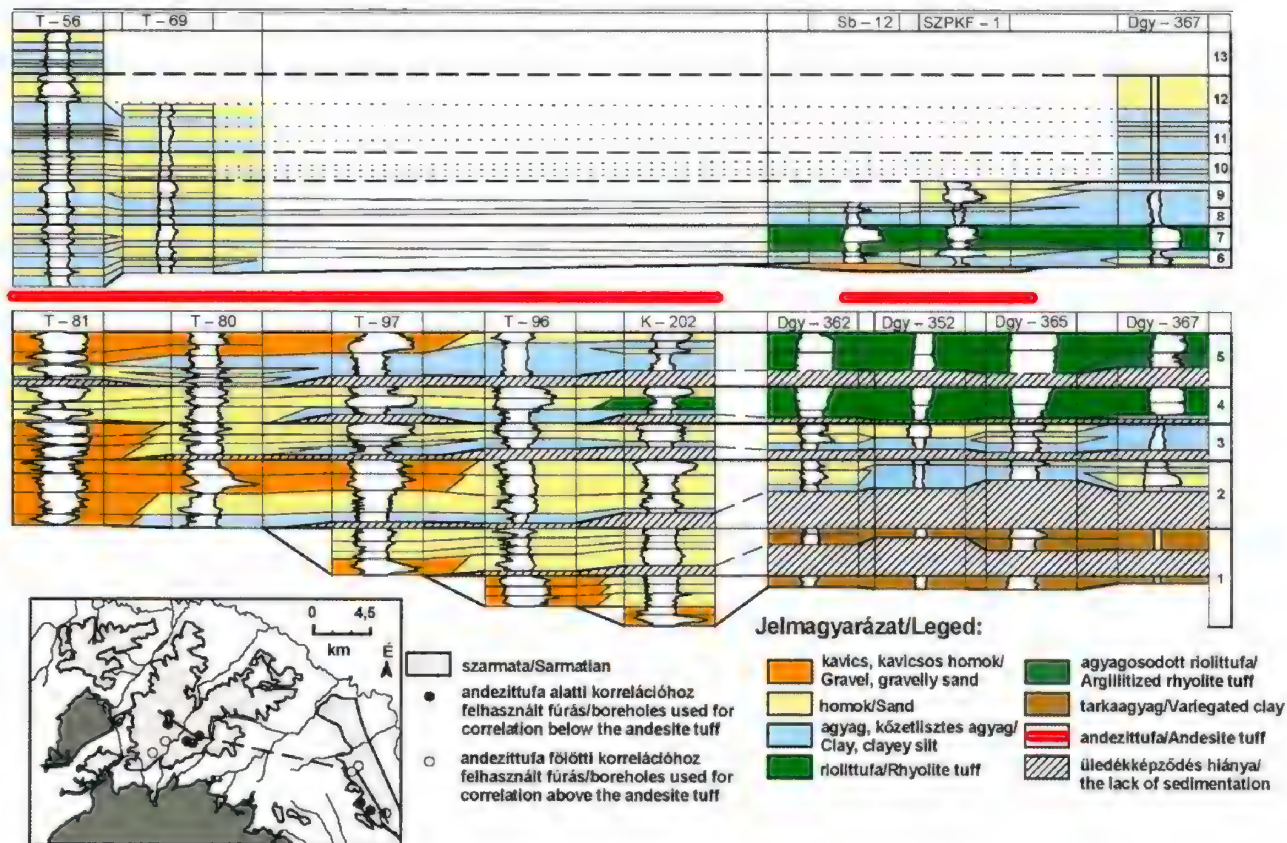 T – 56 T – 69 Sb – 12 SZPKF – 1 Dgy – 367
13
12
11
10
9
8
7
6
T – 81 T – 80 T – 97 T – 96 K – 202 Dgy – 362 Dgy – 352 Dgy – 365 Dgy – 367
5
4
3
2
1
0 4,5
km
É
szarmata/Sarmatian
andezittufa alatti korrelációhoz
felhasznált fúrás/boreholes used for
correlation below the andesite tuff
andezittufa fölötti korrelációhoz
felhasznált fúrás/boreholes used for
correlation above the andesite tuff
Jelmagyarázat/Leged:
kavics, kavicsos homok/
Gravel, gravelly sand
homok/Sand
agyag, kőzetlisztes agyag/
Clay, clayey silt
riolittufa/Rhyolite tuff
agyagosodott riolittufa/
Argillitized rhyolite tuff
tarkaagyag/Variegated clay
andezittufa/Andesite tuff
üledékképződés hiánya/
the lack of sedimentation